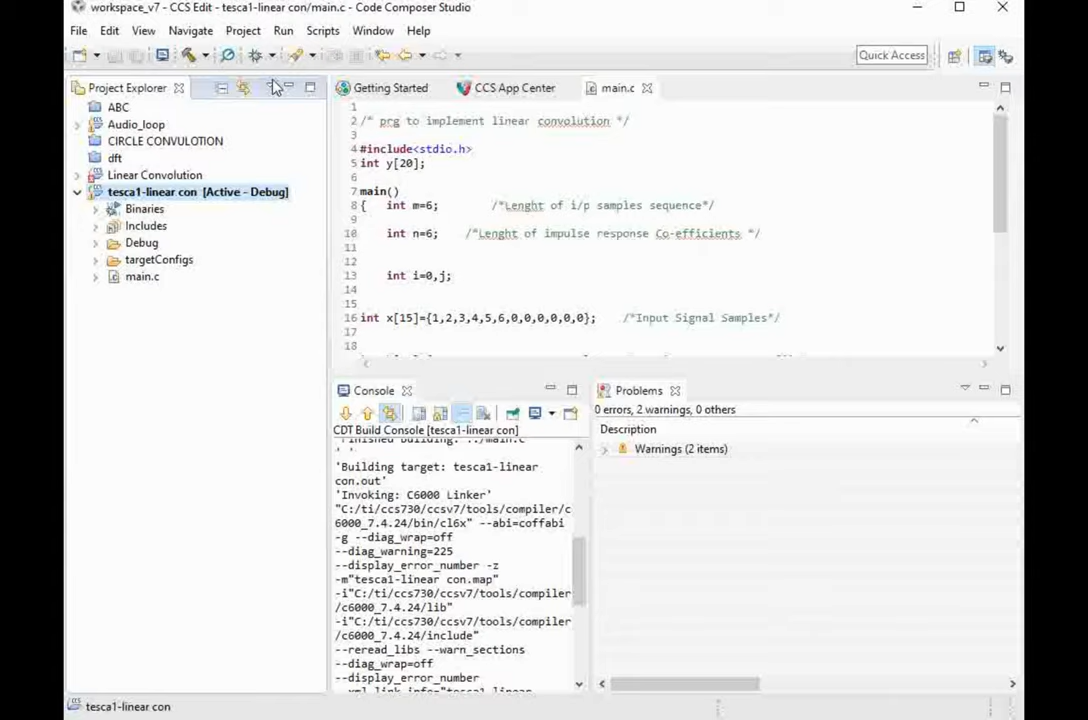 workspace_v7 - CCS Edit - tesca1-linear con/main.c - Code Composer Studio
File Edit View Navigate Project Run Scripts Window Help
Quick Access
Project Explorer
ABC
Audio_loop
CIRCLE CONVULOTION
dft
Linear Convolution
tesca1-linear con [Active - Debug]
Binaries
Includes
Debug
targetConfigs
main.c
Getting Started
CCS App Center
main.c
1
2 /* prg to implement linear convolution */
3
4 #include<stdio.h>
5 int y[20];
6
7 main()
8 { int m=6; /*Lenght of i/p samples sequence*/
9
10 int n=6; /*Lenght of impulse response Co-efficients */
11
12
13 int i=0,j;
14
15
16 int x[15]={1,2,3,4,5,6,0,0,0,0,0,0}; /*Input Signal Samples*/
17
18
Console
CDT Build Console [tesca1-linear con]
'Finished building: ../main.c'
'Building target: tesca1-linear
con.out'
'Invoking: C6000 Linker'
"C:/ti/ccs730/ccsv7/tools/compiler/c
6000_7.4.24/bin/cl6x" --abi=coffabi
-g --diag_wrap=off
--diag_warning=225
--display_error_number -z
-m"tesca1-linear con.map"
-i"C:/ti/ccs730/ccsv7/tools/compiler
/c6000_7.4.24/lib"
-i"C:/ti/ccs730/ccsv7/tools/compiler
/c6000_7.4.24/include"
--reread_libs --warn_sections
--diag_wrap=off
--display_error_number
--xml_link_info="tesca1-linear
Problems
0 errors, 2 warnings, 0 others
Description
Warnings (2 items)
tesca1-linear con